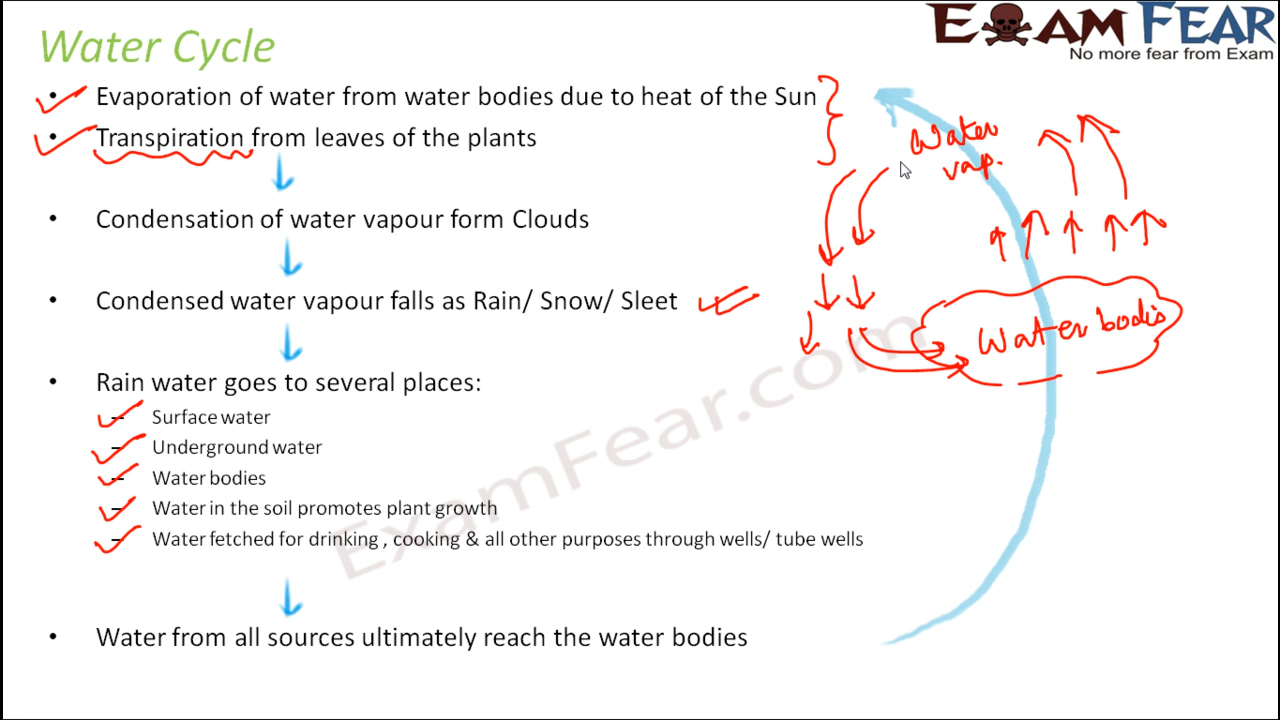 Water Cycle
EXAM FEAR
No more fear from Exam
• Evaporation of water from water bodies due to heat of the Sun
• Transpiration from leaves of the plants
Water
vap.
• Condensation of water vapour form Clouds
• Condensed water vapour falls as Rain/ Snow/ Sleet
Water bodis
• Rain water goes to several places:
– Surface water
– Underground water
– Water bodies
– Water in the soil promotes plant growth
– Water fetched for drinking , cooking & all other purposes through wells/ tube wells
• Water from all sources ultimately reach the water bodies
ExamFear.com